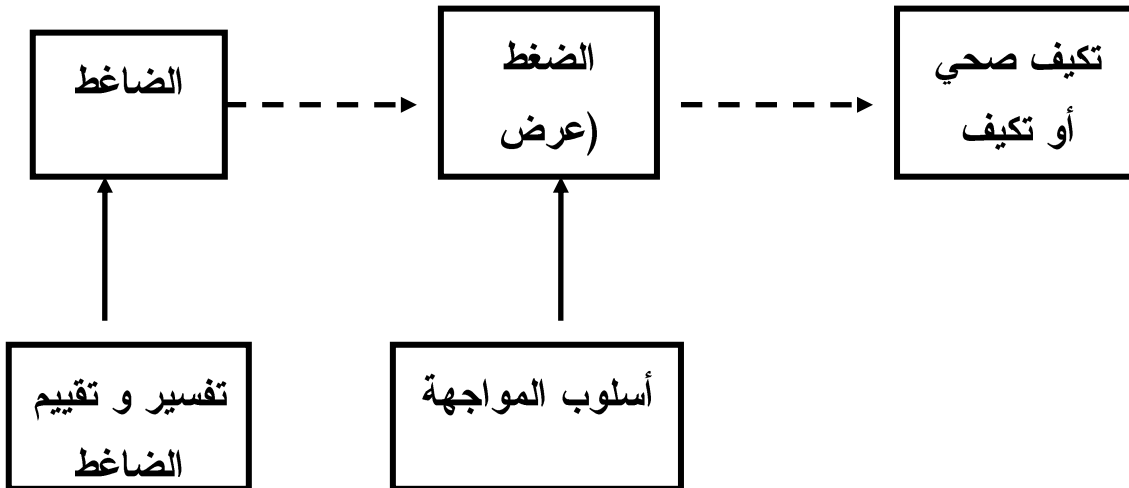 الضاغط
الضغط
(عرض
تكيف صحي
أو تكيف
تفسير و تقييم
الضاغط
أسلوب المواجهة